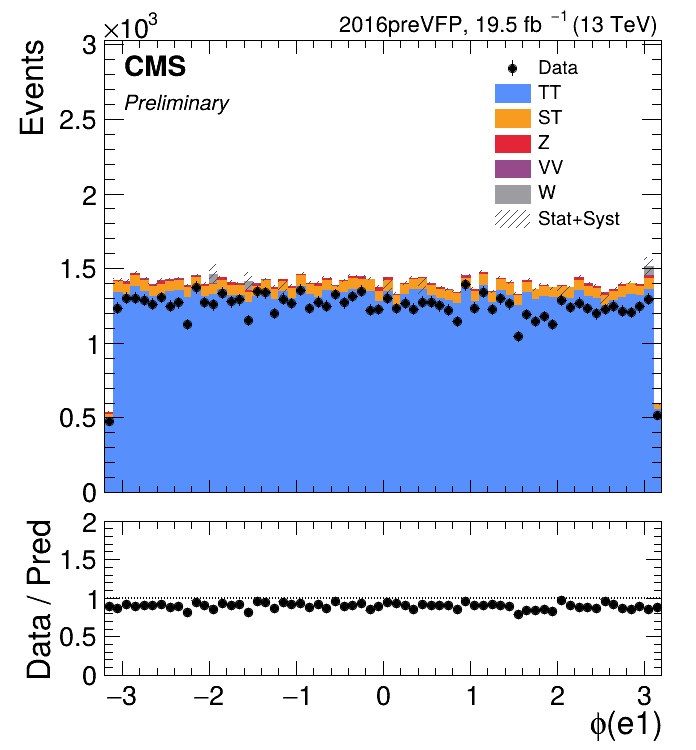 ×10³
2016preVFP, 19.5 fb⁻¹ (13 TeV)
Events
CMS
Preliminary
Data
TT
ST
Z
VV
W
Stat+Syst
3
2.5
2
1.5
1
0.5
0
Data / Pred
2
1.5
1
0.5
0
−3 −2 −1 0 1 2 3
ϕ(e1)